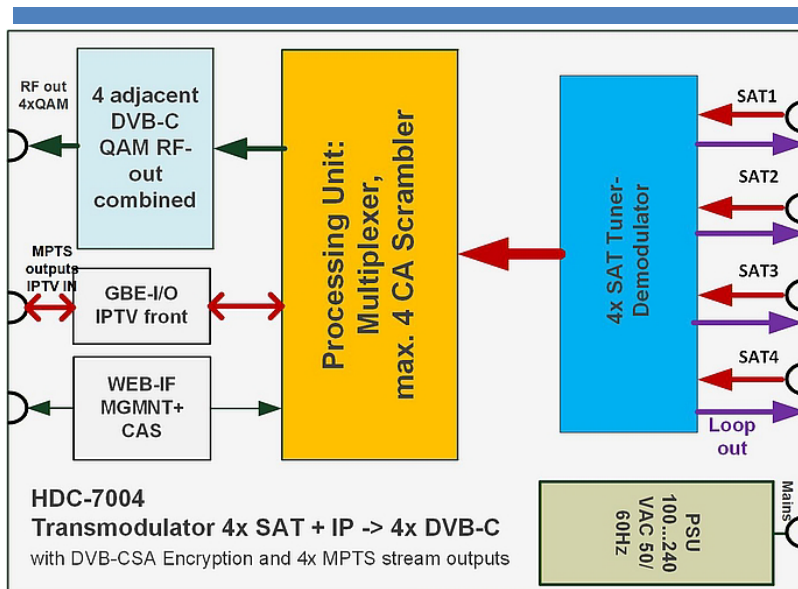 RF out
4xQAM
4 adjacent
DVB-C
QAM RF-
out
combined
MPTS
outputs
IPTV IN
GBE-I/O
IPTV front
WEB-IF
MGMNT+
CAS
Processing Unit:
Multiplexer,
max. 4 CA Scrambler
4x SAT Tuner-
Demodulator
SAT1
SAT2
SAT3
SAT4
Loop
out
HDC-7004
Transmodulator 4x SAT + IP -> 4x DVB-C
with DVB-CSA Encryption and 4x MPTS stream outputs
PSU
100 ...240
VAC 50/
60Hz
Mains